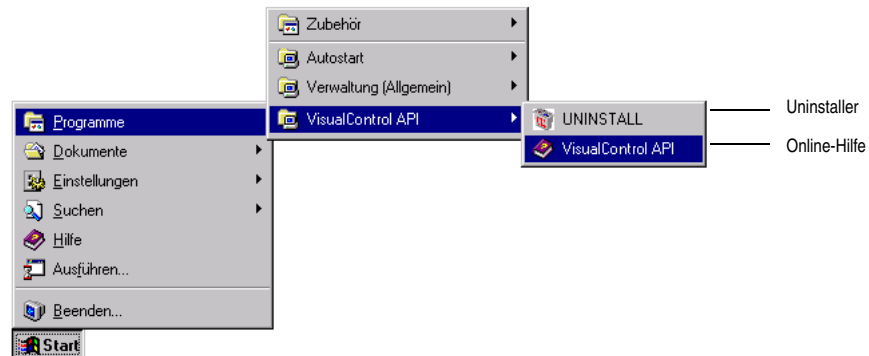 Zubehör
Autostart
Verwaltung (Allgemein)
VisualControl API
UNINSTALL
VisualControl API
Uninstaller
Online-Hilfe
Programme
Dokumente
Einstellungen
Suchen
Hilfe
Ausführen...
Beenden...
Start